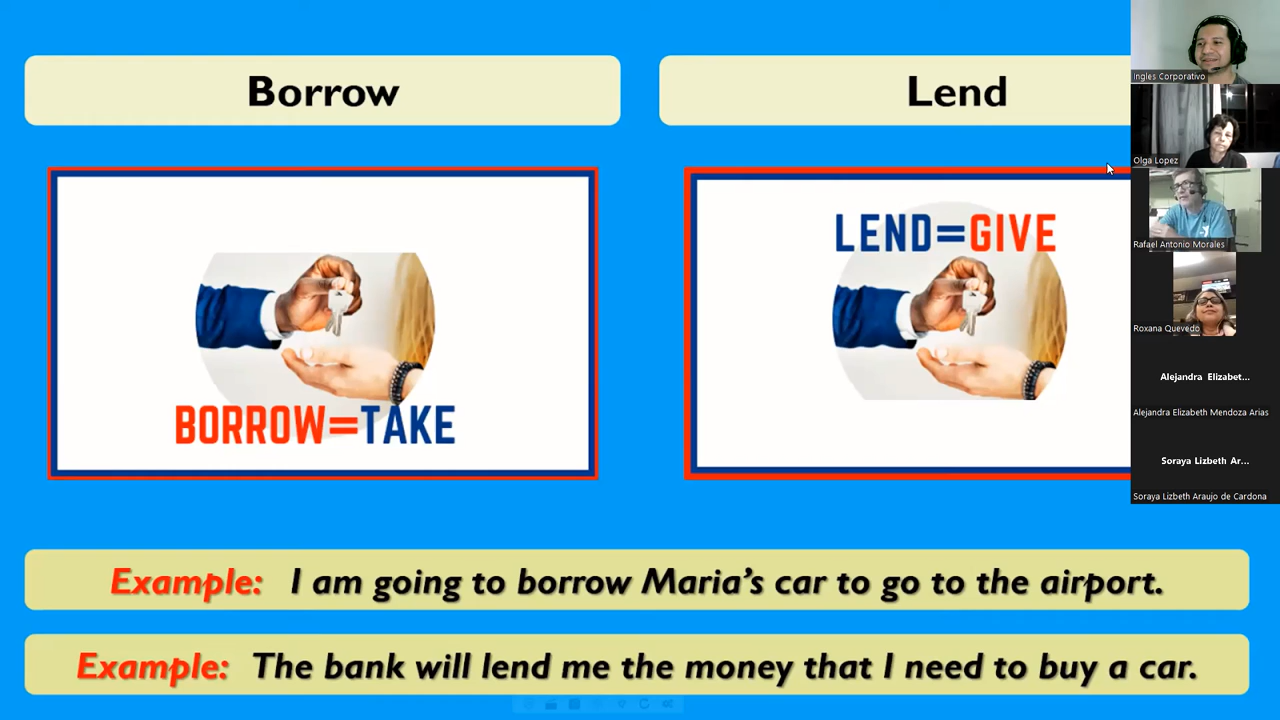 Borrow
Lend
BORROW=TAKE
LEND=GIVE
Example: I am going to borrow Maria's car to go to the airport.
Example: The bank will lend me the money that I need to buy a car.
Ingles Corporativo
Olga Lopez
Rafael Antonio Morales
Roxana Quevedo
Alejandra Elizabet...
Alejandra Elizabeth Mendoza Arias
Soraya Lizbeth Ar...
Soraya Lizbeth Araujo de Cardona